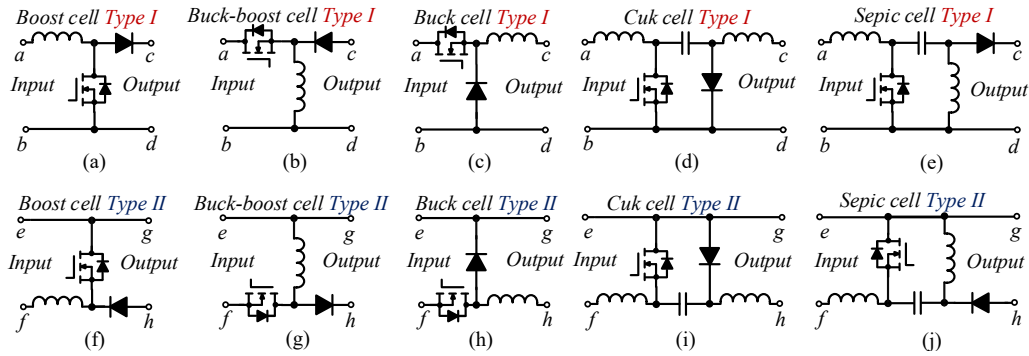 Boost cell Type I
Buck-boost cell Type I
Buck cell Type I
Cuk cell Type I
Sepic cell Type I
a c
a c
a c
a c
a c
Input Output
Input Output
Input Output
Input Output
Input Output
b d
b d
b d
b d
b d
(a)
(b)
(c)
(d)
(e)
Boost cell Type II
Buck-boost cell Type II
Buck cell Type II
Cuk cell Type II
Sepic cell Type II
e g
e g
e g
e g
e g
Input Output
Input Output
Input Output
Input Output
Input Output
f h
f h
f h
f h
f h
(f)
(g)
(h)
(i)
(j)